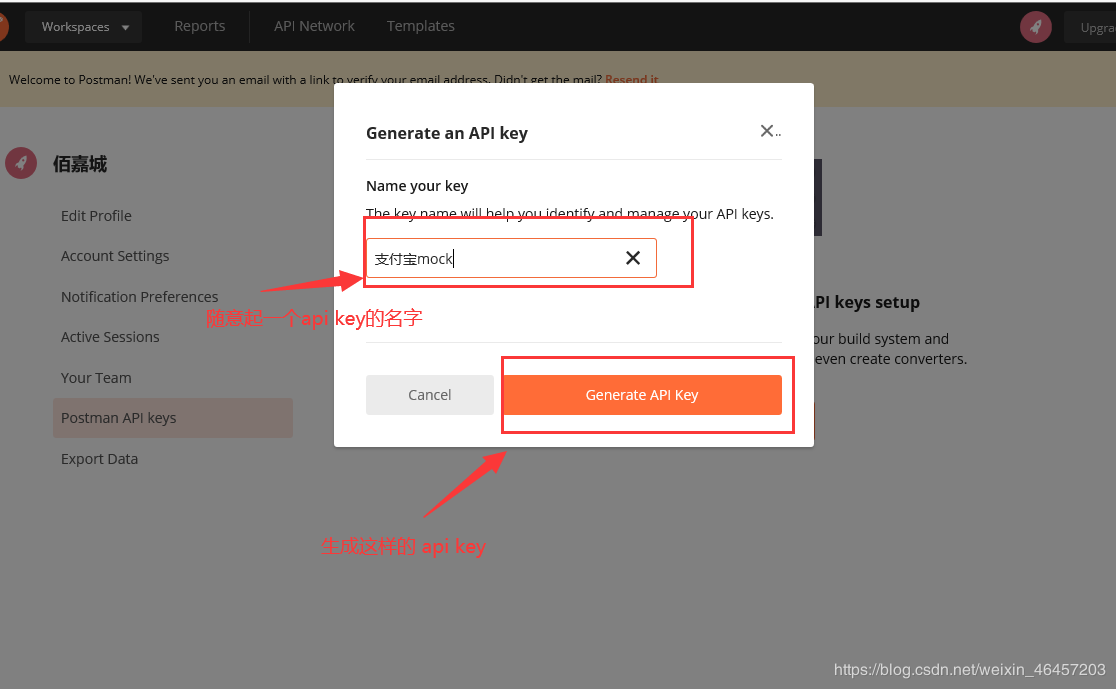 Workspaces
Reports
API Network
Templates
Upgra
Welcome to Postman! We've sent you an email with a link to verify your email address. Didn't get the mail? Resend it
Generate an API key
佰嘉城
Name your key
The key name will help you identify and manage your API keys.
Edit Profile
Account Settings
支付宝mock
Notification Preferences
PI keys setup
随意起一个api key的名字
Active Sessions
our build system and
even create converters.
Your Team
Cancel
Generate API Key
Postman API keys
Export Data
生成这样的 api key
https://blog.csdn.net/weixin_46457203